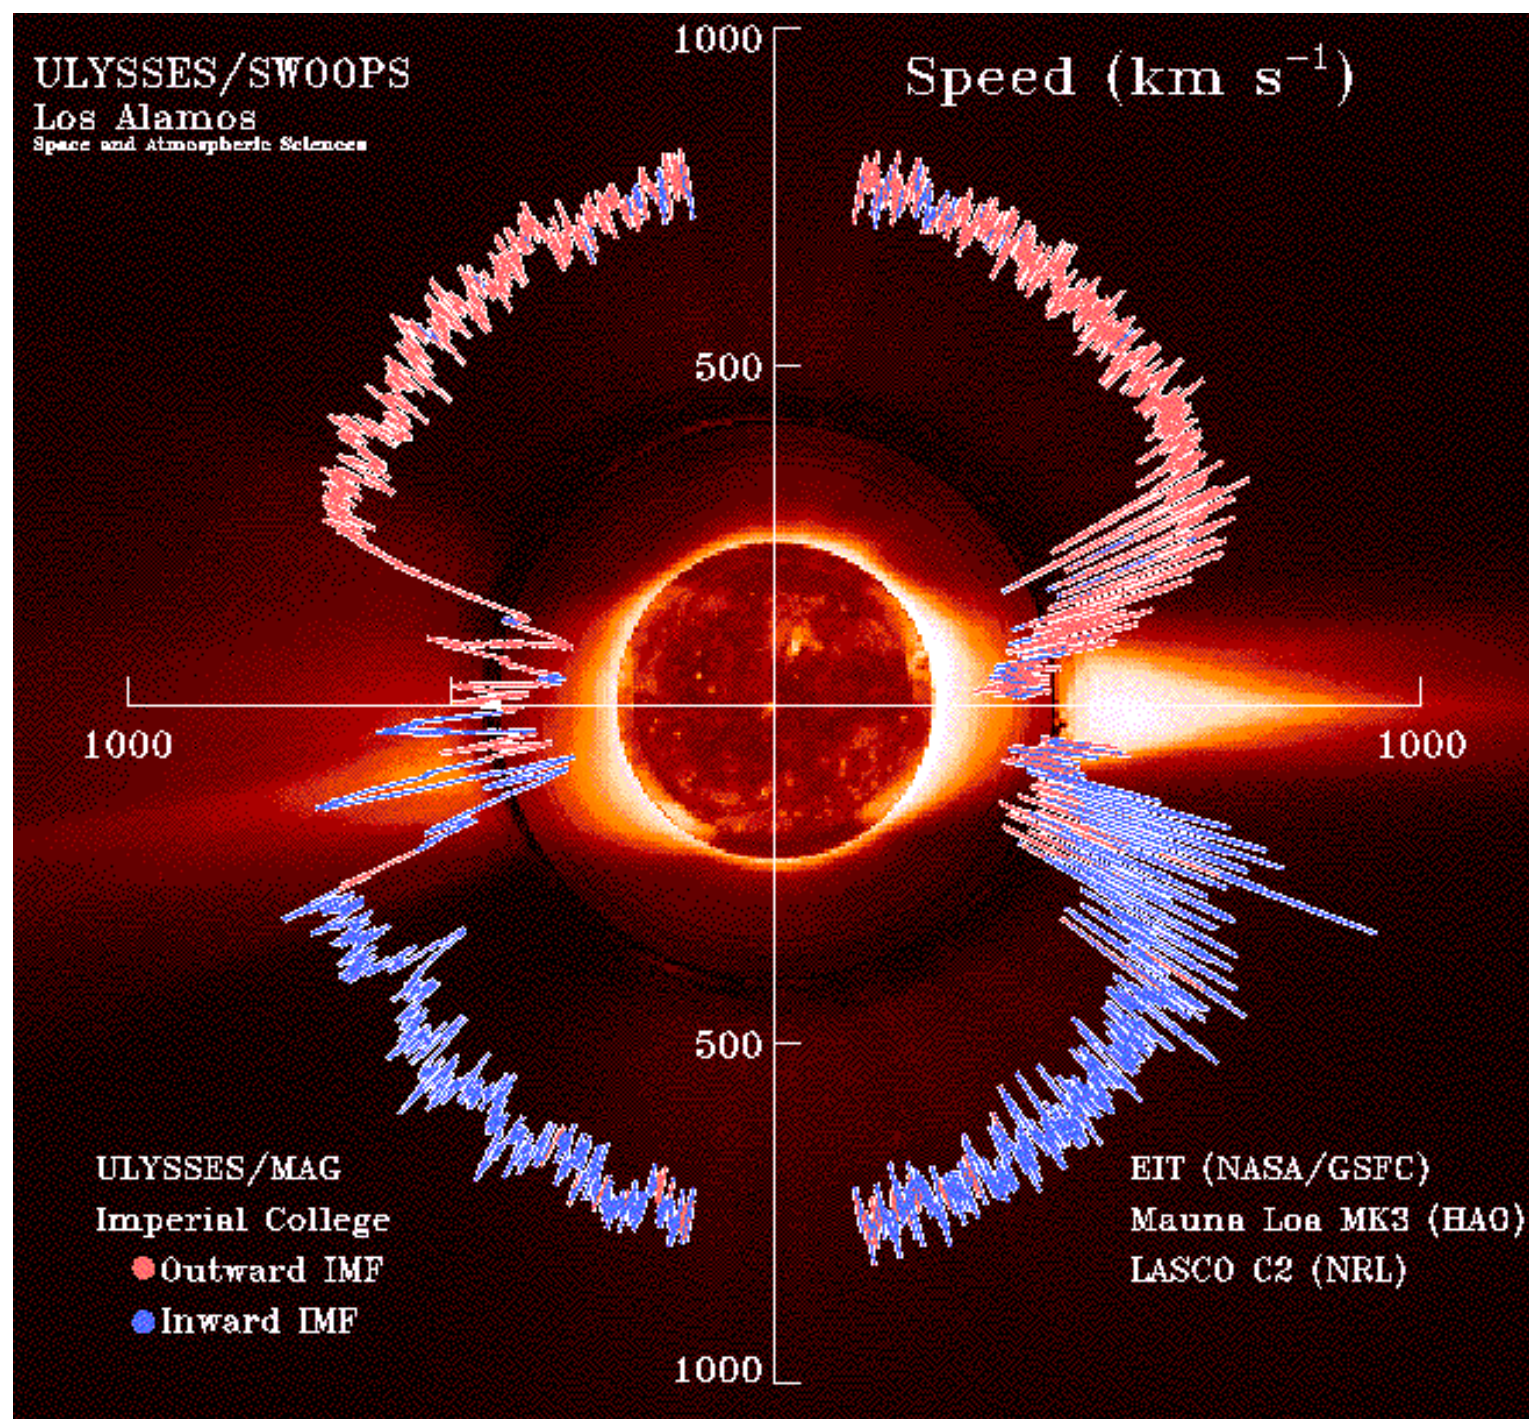 ULYSSES/SWOOPS
Los Alamos
Space and Atmospheric Sciences
Speed (km s⁻¹)
1000
500
1000
1000
500
1000
ULYSSES/MAG
Imperial College
Outward IMF
Inward IMF
EIT (NASA/GSFC)
Mauna Loa MK3 (HAO)
LASCO C2 (NRL)